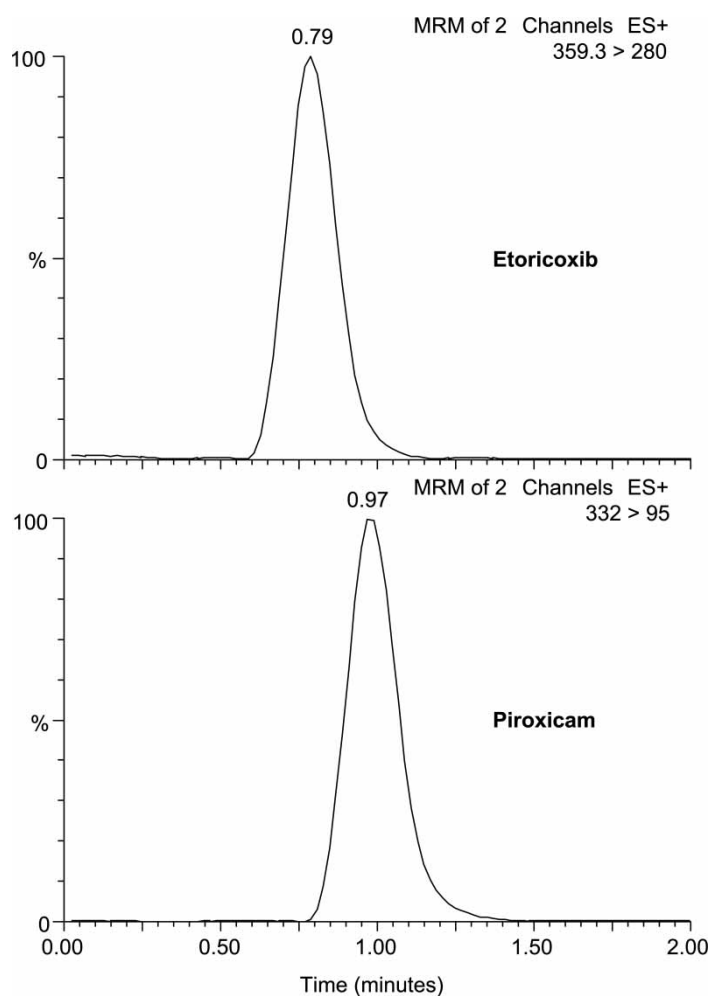 0.79
MRM of 2 Channels ES+
359.3 > 280
100
%
Etoricoxib
0
0.97
MRM of 2 Channels ES+
332 > 95
100
%
Piroxicam
0
0.00 0.50 1.00 1.50 2.00
Time (minutes)